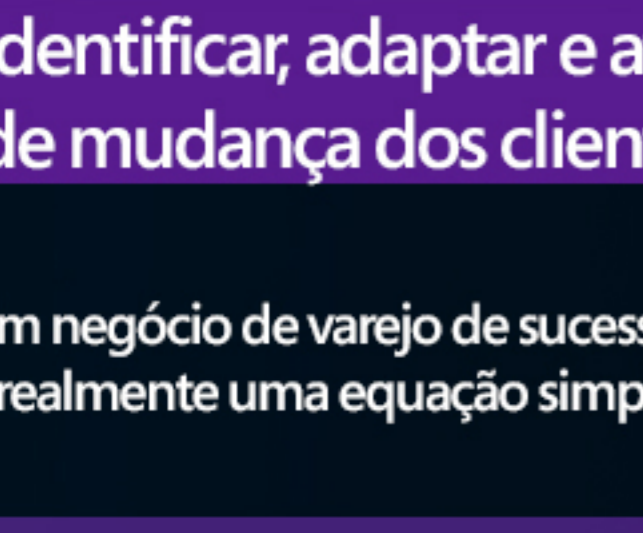 dentificar, adaptar e a
de mudança dos clien
m negócio de varejo de sucess
realmente uma equação simp